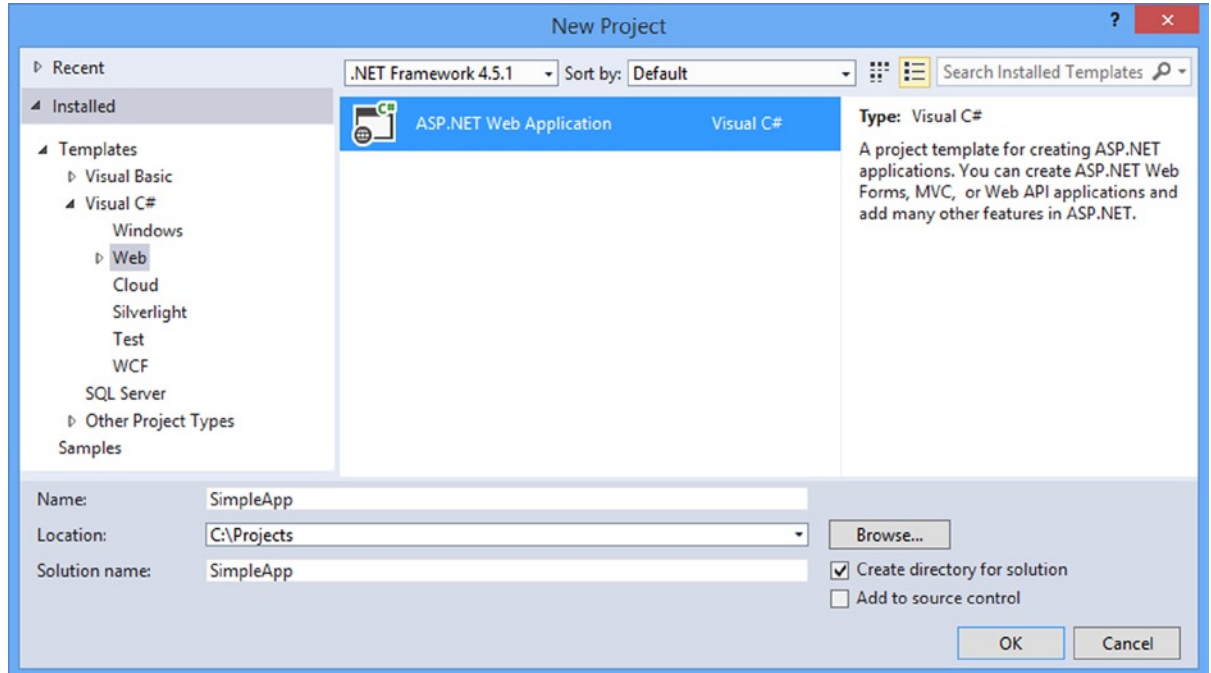 New Project
?
×
Recent
Installed
Templates
Visual Basic
Visual C#
Windows
Web
Cloud
Silverlight
Test
WCF
SQL Server
Other Project Types
Samples
.NET Framework 4.5.1 Sort by: Default
Search Installed Templates
C#
ASP.NET Web Application Visual C#
Type: Visual C#
A project template for creating ASP.NET
applications. You can create ASP.NET Web
Forms, MVC, or Web API applications and
add many other features in ASP.NET.
Name: SimpleApp
Location: C:\Projects
Browse...
Solution name: SimpleApp
Create directory for solution
Add to source control
OK Cancel